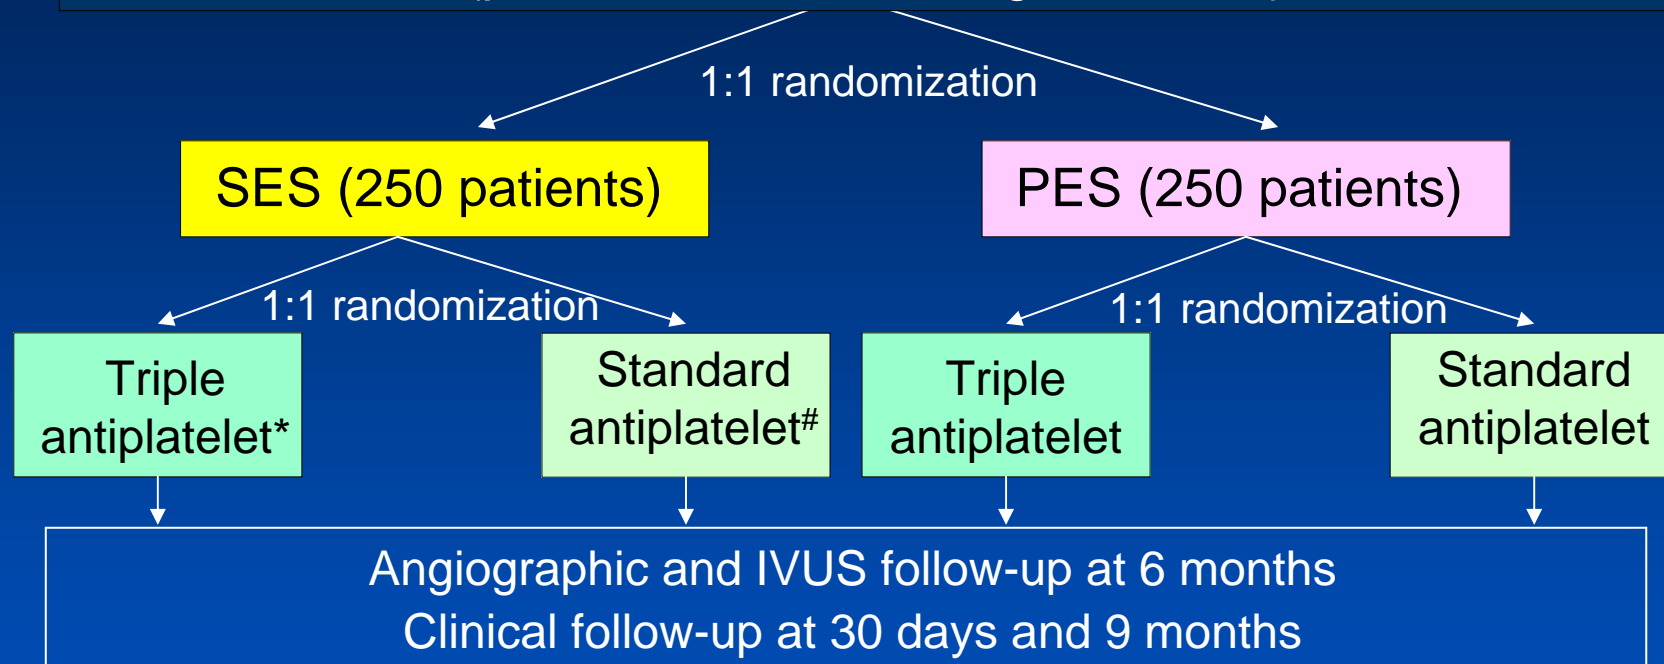 1:1 randomization
SES (250 patients)
PES (250 patients)
1:1 randomization
1:1 randomization
Triple
antiplatelet*
Standard
antiplatelet#
Triple
antiplatelet
Standard
antiplatelet
Angiographic and IVUS follow-up at 6 months
Clinical follow-up at 30 days and 9 months